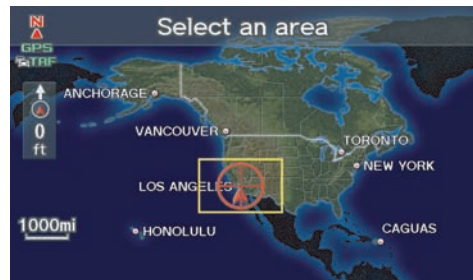 Select an area
N
GPS
TRF
0
ft
ANCHORAGE
VANCOUVER
TORONTO
NEW YORK
LOS ANGELES
1000mi
HONOLULU
CAGUAS